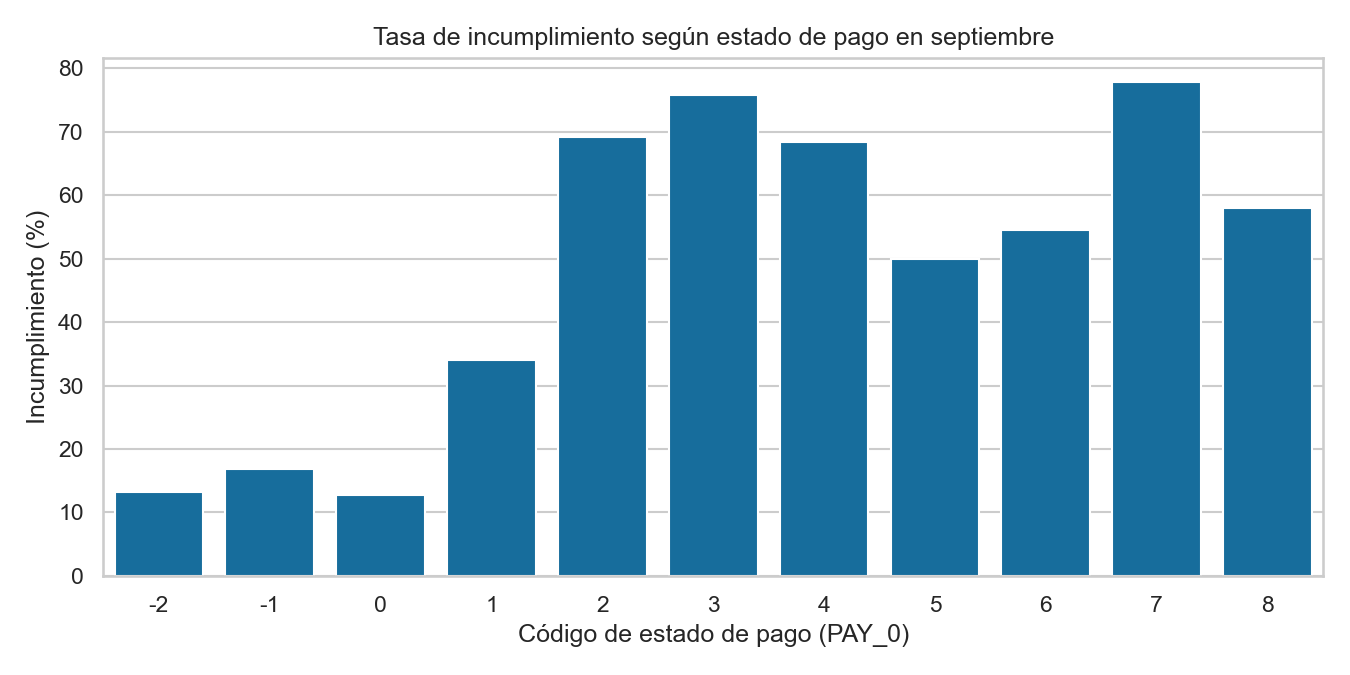 Tasa de incumplimiento según estado de pago en septiembre
Incumplimiento (%)
80
70
60
50
40
30
20
10
0
-2 -1 0 1 2 3 4 5 6 7 8
Código de estado de pago (PAY_0)